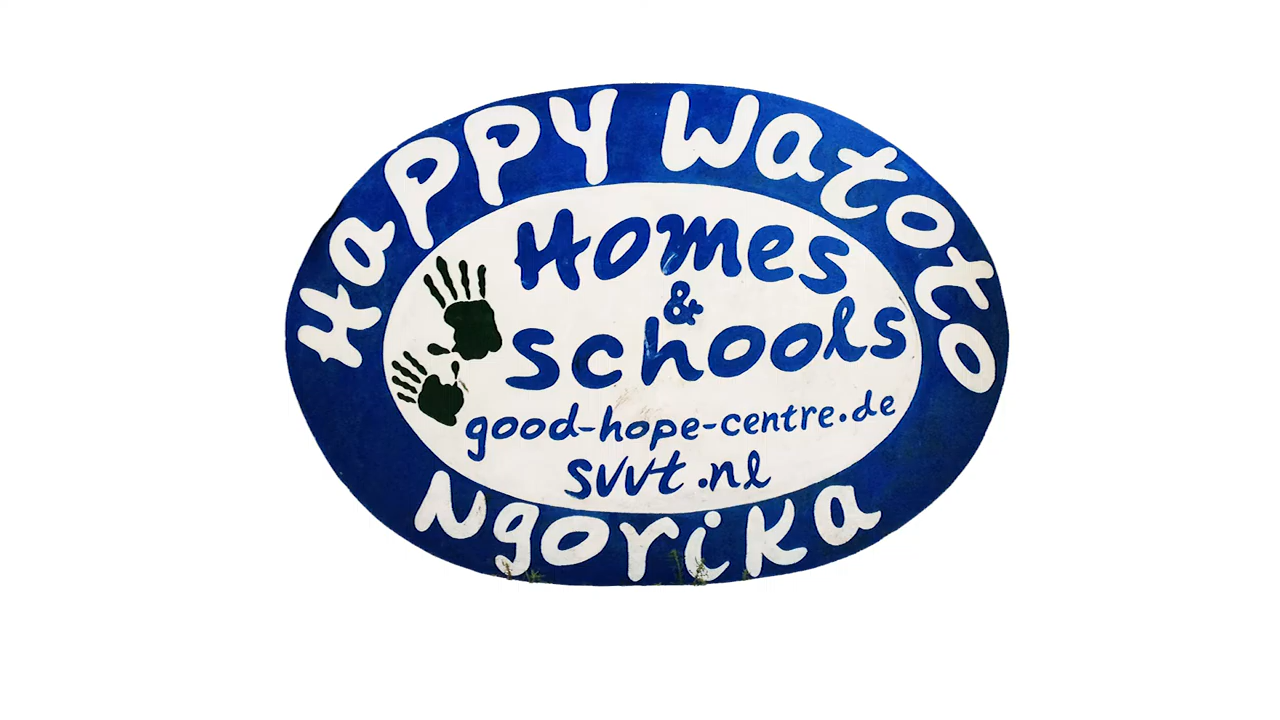 Happy Watoto
Homes
&
schools
good-hope-centre.de
svvt.nl
Ngorika